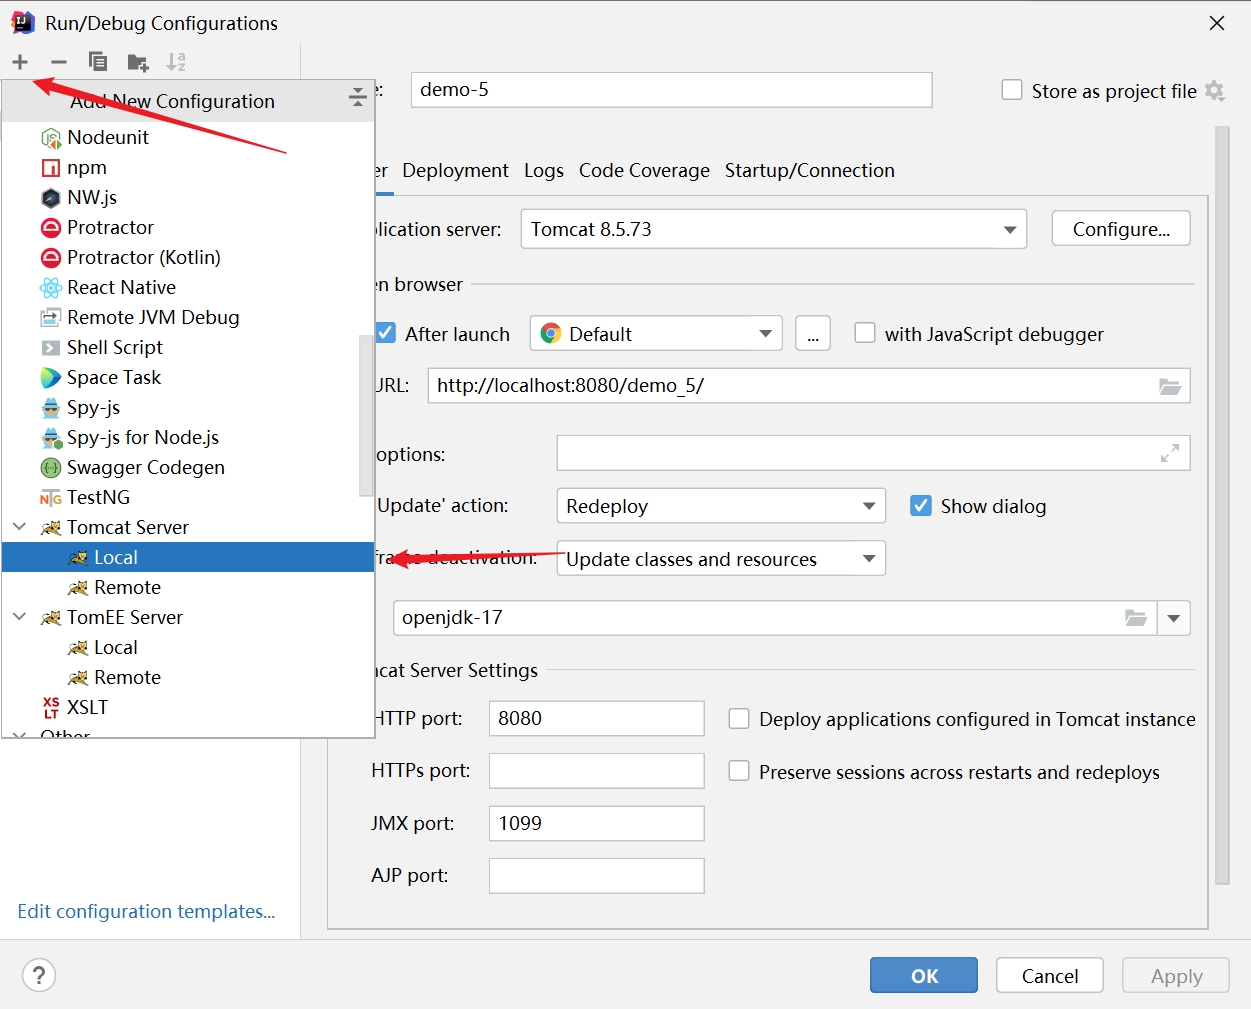 Run/Debug Configurations
Add New Configuration
Nodeunit
npm
NW.js
Protractor
Protractor (Kotlin)
React Native
Remote JVM Debug
Shell Script
Space Task
Spy-js
Spy-js for Node.js
Swagger Codegen
TestNG
Tomcat Server
Local
Remote
TomEE Server
Local
Remote
XSLT
Other
Edit configuration templates...
e:
demo-5
Store as project file
er
Deployment
Logs
Code Coverage
Startup/Connection
lication server:
Tomcat 8.5.73
Configure...
en browser
After launch
Default
...
with JavaScript debugger
URL:
http://localhost:8080/demo_5/
options:
Update' action:
Redeploy
Show dialog
frame deactivation:
Update classes and resources
openjdk-17
cat Server Settings
HTTP port:
8080
Deploy applications configured in Tomcat instance
HTTPs port:
Preserve sessions across restarts and redeploys
JMX port:
1099
AJP port:
?
OK
Cancel
Apply